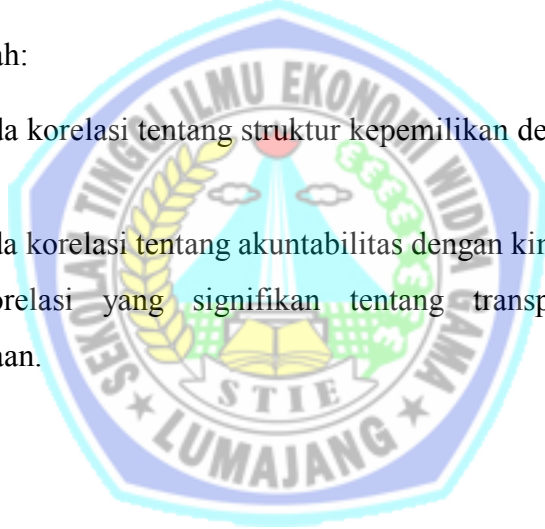 ah:
da korelasi tentang struktur kepemilikan de
da korelasi tentang akuntabilitas dengan kin
orelasi yang signifikan tentang transp
aan.
SEKOLAH TINGGI ILMU EKONOMI WIDYA GAMA
STIE
LUMAJANG